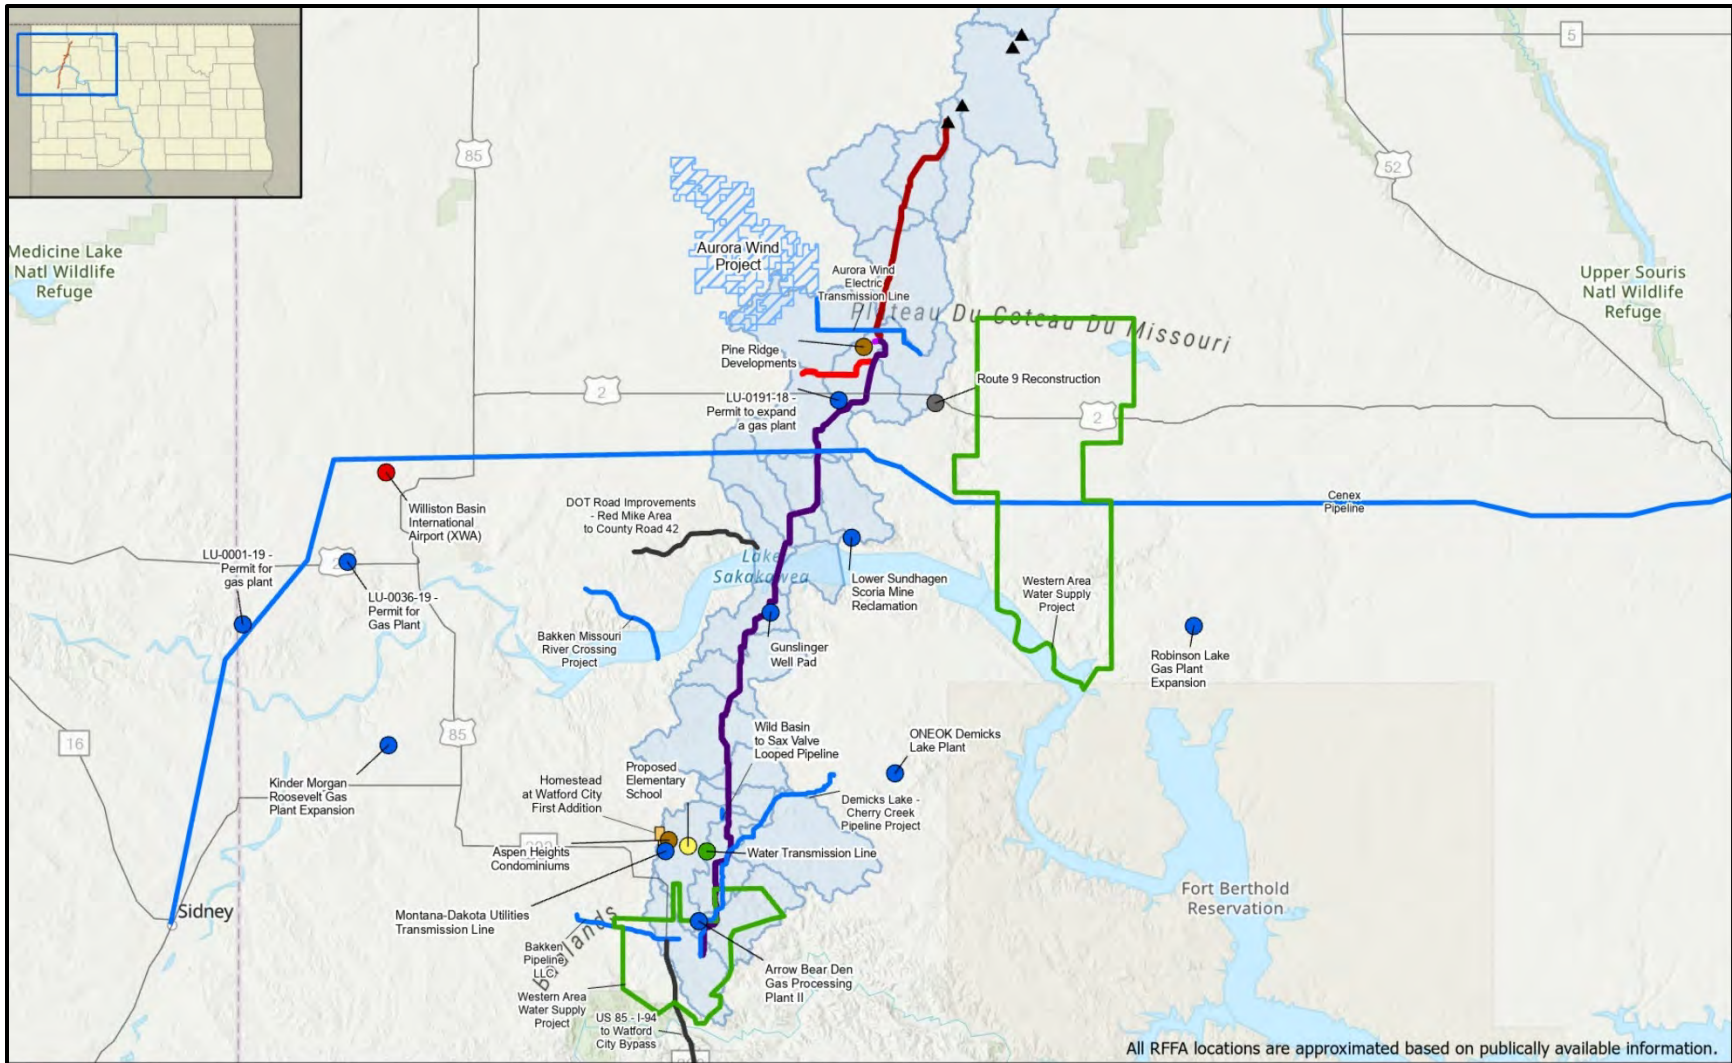 5
85
52
Medicine Lake
Natl Wildlife
Refuge
Aurora Wind
Project
Aurora Wind
Electric
Transmission Line
Upper Souris
Natl Wildlife
Refuge
Plateau Du Coteau Du Missouri
Pine Ridge
Developments
Route 9 Reconstruction
2
2
LU-0191-18 -
Permit to expand
a gas plant
Williston Basin
International
Airport (XWA)
DOT Road Improvements
- Red Mike Area
to County Road 42
Cenex
Pipeline
LU-0001-19 -
Permit for
gas plant
2
LU-0036-19 -
Permit for
Gas Plant
Lake
Sakakawea
Lower Sundhagen
Scoria Mine
Reclamation
Western Area
Water Supply
Project
Bakken Missouri
River Crossing
Project
Gunslinger
Well Pad
Robinson Lake
Gas Plant
Expansion
16
85
Kinder Morgan
Roosevelt Gas
Plant Expansion
Homestead
at Watford City
First Addition
Proposed
Elementary
School
Wild Basin
to Sax Valve
Looped Pipeline
ONEOK Demicks
Lake Plant
Demicks Lake -
Cherry Creek
Pipeline Project
Aspen Heights
Condominiums
Water Transmission Line
Fort Berthold
Reservation
Sidney
Montana-Dakota Utilities
Transmission Line
Bakken
Pipeline
LLC
Badlands
Arrow Bear Den
Gas Processing
Plant II
Western Area
Water Supply
Project
US 85 - I-94
to Watford
City Bypass
All RFFA locations are approximated based on publically available information.